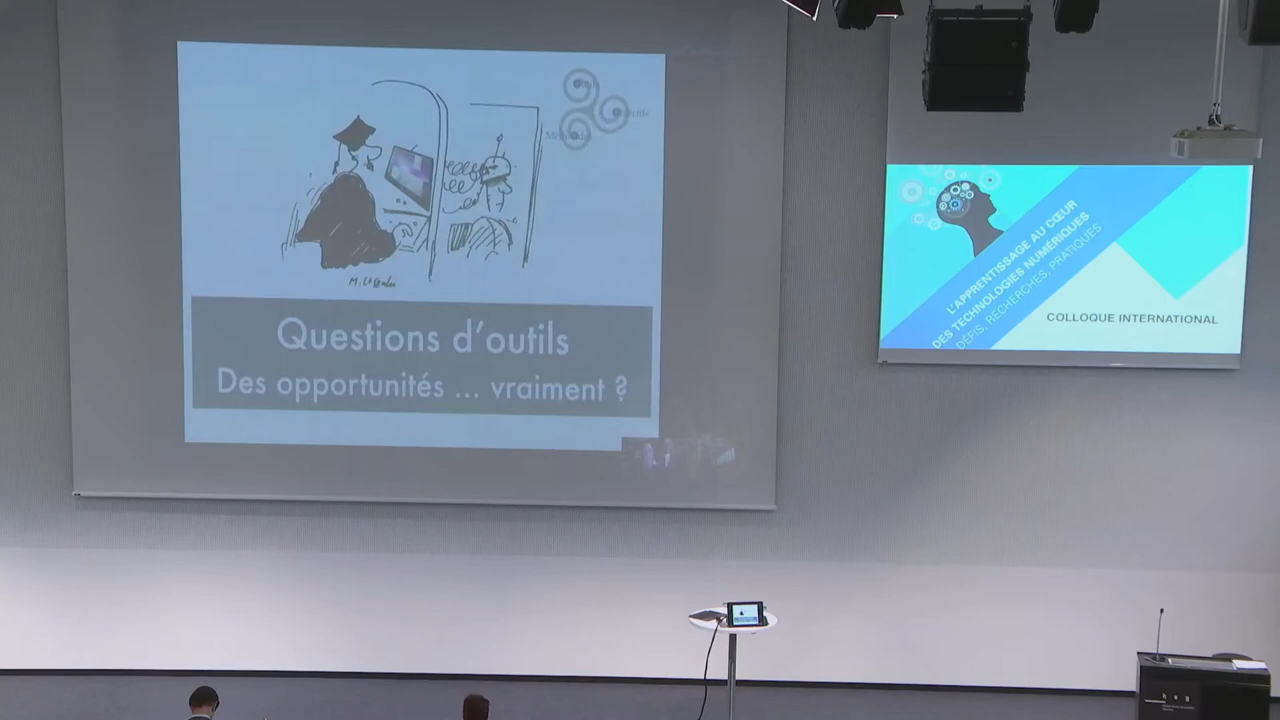 Questions d'outils
Des opportunités ... vraiment ?
L'APPRENTISSAGE AU CŒUR
DES TECHNOLOGIES NUMÉRIQUES
DÉFIS, RECHERCHES, PRATIQUES
COLLOQUE INTERNATIONAL